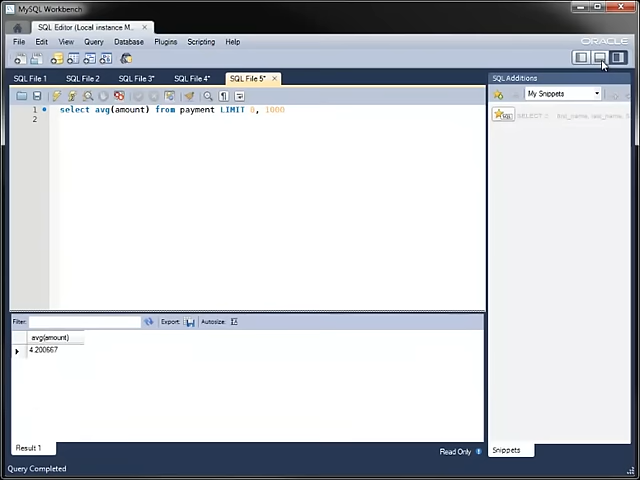 MySQL Workbench
SQL Editor (Local instance M...
File Edit View Query Database Plugins Scripting Help
ORACLE
SQL File 1 SQL File 2 SQL File 3* SQL File 4* SQL File 5*
SQL Additions
My Snippets
1 select avg(amount) from payment LIMIT 0, 1000
2
SQL SELECT
Filter: Export: Autosize:
avg(amount)
4.200667
Result 1
Read Only
Snippets
Query Completed